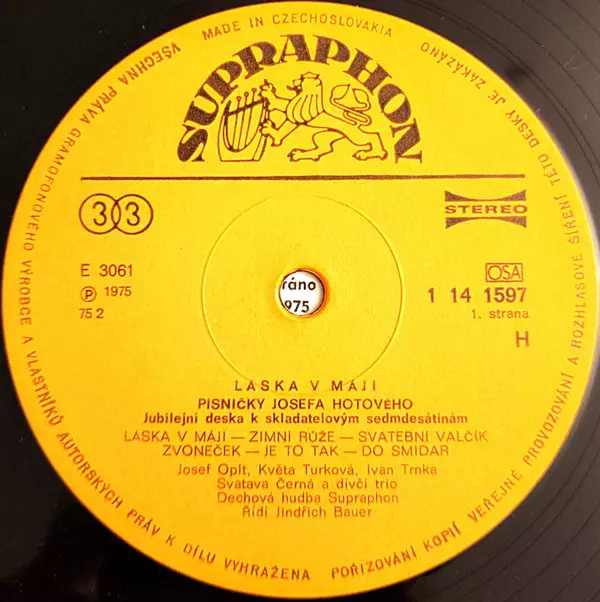 MADE IN CZECHOSLOVAKIA
VŠECHNA PRÁVA GRAMOFONOVÉHO VÝROBCE A VLASTNÍKŮ AUTORSKÝCH PRÁV K DÍLU VYHRAŽENA POŘIZOVÁNÍ KOPIÍ VEŘEJNÉ PROVOZOVÁNÍ A ROZHLASOVÉ ŠÍŘENÍ TÉTO DESKY JE ZAKÁZÁNO
SUPRAPHON
33
STEREO
E 3061
OSA
Ⓟ 1975
1 14 1597
75 2
1. strana
H
ráno
975
LÁSKA V MÁJI
PÍSNIČKY JOSEFA HOTOVÉHO
Jubilejní deska k skladatelovým sedmdesátinám
LÁSKA V MÁJI — ZIMNÍ RŮŽE — SVATEBNÍ VALČÍK
ZVONEČEK — JE TO TAK — DO SMIDAR
Josef Oplt, Květa Turková, Ivan Trnka
Svatava Černá a dívčí trio
Dechová hudba Supraphon
Řídí Jindřich Bauer